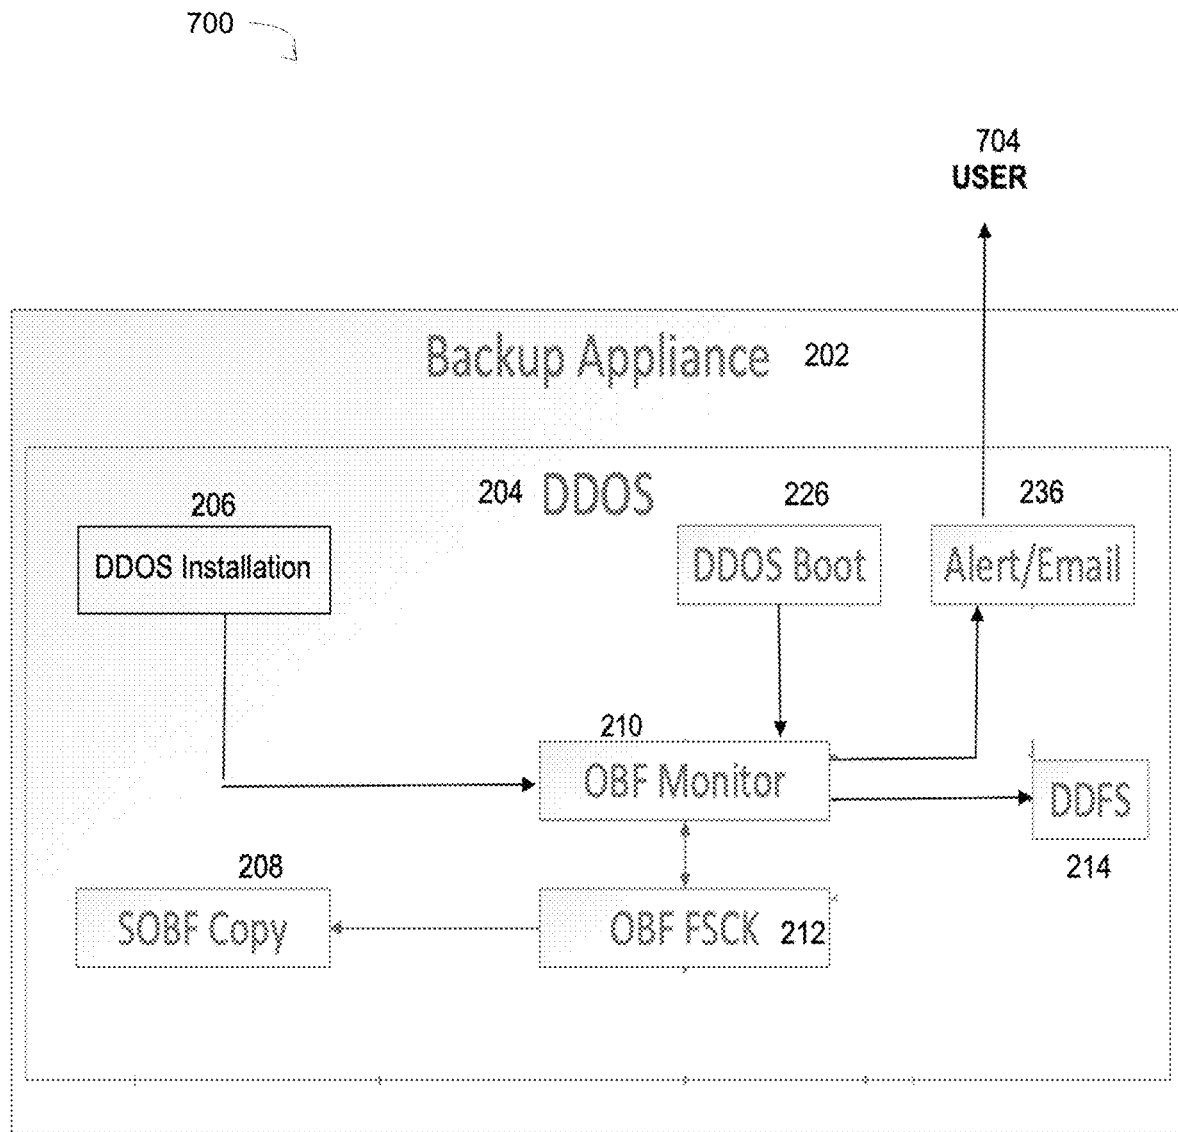 700
704
USER
Backup Appliance 202
204 DDOS
206
226
236
DDOS Installation
DDOS Boot
Alert/Email
210
OBF Monitor
DDFS
214
208
SOBF Copy
OBF FSCK 212